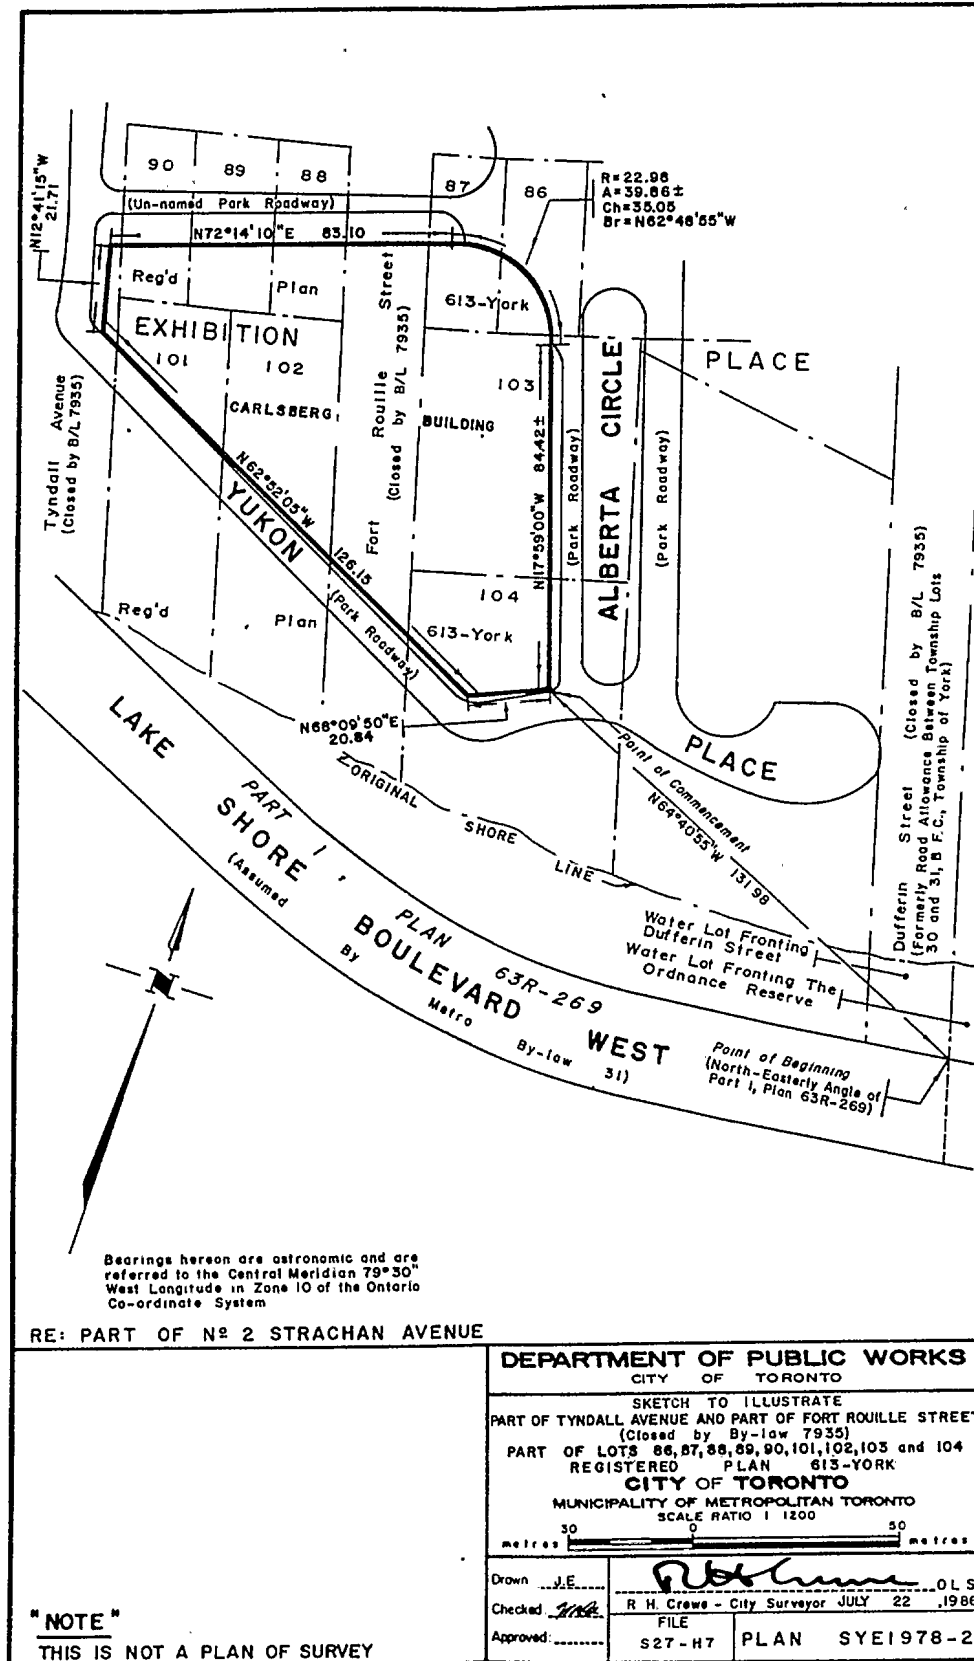 90
89
88
87
86
R=22.98
A=39.86±
Ch=35.05
Br=N62°48'55"W
N12°41'15"W
21.71
(Un-named Park Roadway)
N72°14'10"E 83.10
Reg'd Plan
613-York
EXHIBITION
PLACE
101
102
103
CARLSBERG
BUILDING
Tyndall Avenue
(Closed by B/L 7935)
Fort Rouille Street
(Closed by B/L 7935)
N17°59'00"W 84.42±
(Park Roadway)
ALBERTA CIRCLE
(Park Roadway)
N62°52'05"W 126.15
YUKON
(Park Roadway)
PLACE
104
Reg'd Plan
613-York
N68°09'50"E
20.84
Point of Commencement
N64°40'55"W 131.98
ORIGINAL SHORE LINE
Dufferin Street (Closed by B/L 7935)
(Formerly Road Allowance Between Township Lots
30 and 31, B.F.C., Township of York)
LAKE SHORE BOULEVARD WEST
PART 1, PLAN 63R-269
(Assumed By Metro By-law 31)
Water Lot Fronting
Dufferin Street
Water Lot Fronting The
Ordnance Reserve
Point of Beginning
(North-Easterly Angle of
Part 1, Plan 63R-269)
N
Bearings hereon are astronomic and are
referred to the Central Meridian 79°30"
West Longitude in Zone 10 of the Ontario
Co-ordinate System
RE: PART OF Nº 2 STRACHAN AVENUE
DEPARTMENT OF PUBLIC WORKS
CITY OF TORONTO
SKETCH TO ILLUSTRATE
PART OF TYNDALL AVENUE AND PART OF FORT ROUILLE STREET
(Closed by By-law 7935)
PART OF LOTS 86,87,88,89,90,101,102,103 and 104
REGISTERED PLAN 613-YORK
CITY OF TORONTO
MUNICIPALITY OF METROPOLITAN TORONTO
SCALE RATIO 1 1200
metres 30 0 50 metres
Drown J.E.
O L S
Checked
R H. Crewe - City Surveyor JULY 22 ,1986
Approved:
FILE
S27-H7
PLAN SYE1978-2
"NOTE"
THIS IS NOT A PLAN OF SURVEY